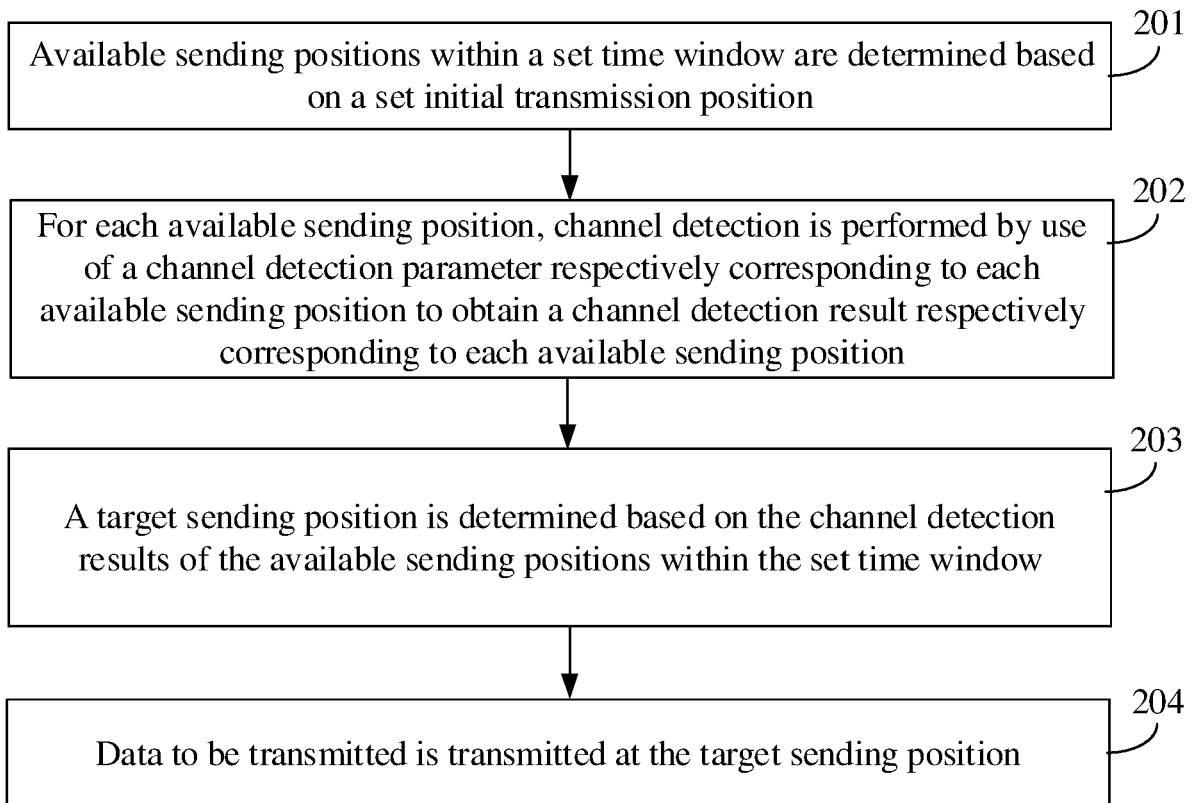 201
Available sending positions within a set time window are determined based
on a set initial transmission position
202
For each available sending position, channel detection is performed by use
of a channel detection parameter respectively corresponding to each
available sending position to obtain a channel detection result respectively
corresponding to each available sending position
203
A target sending position is determined based on the channel detection
results of the available sending positions within the set time window
204
Data to be transmitted is transmitted at the target sending position